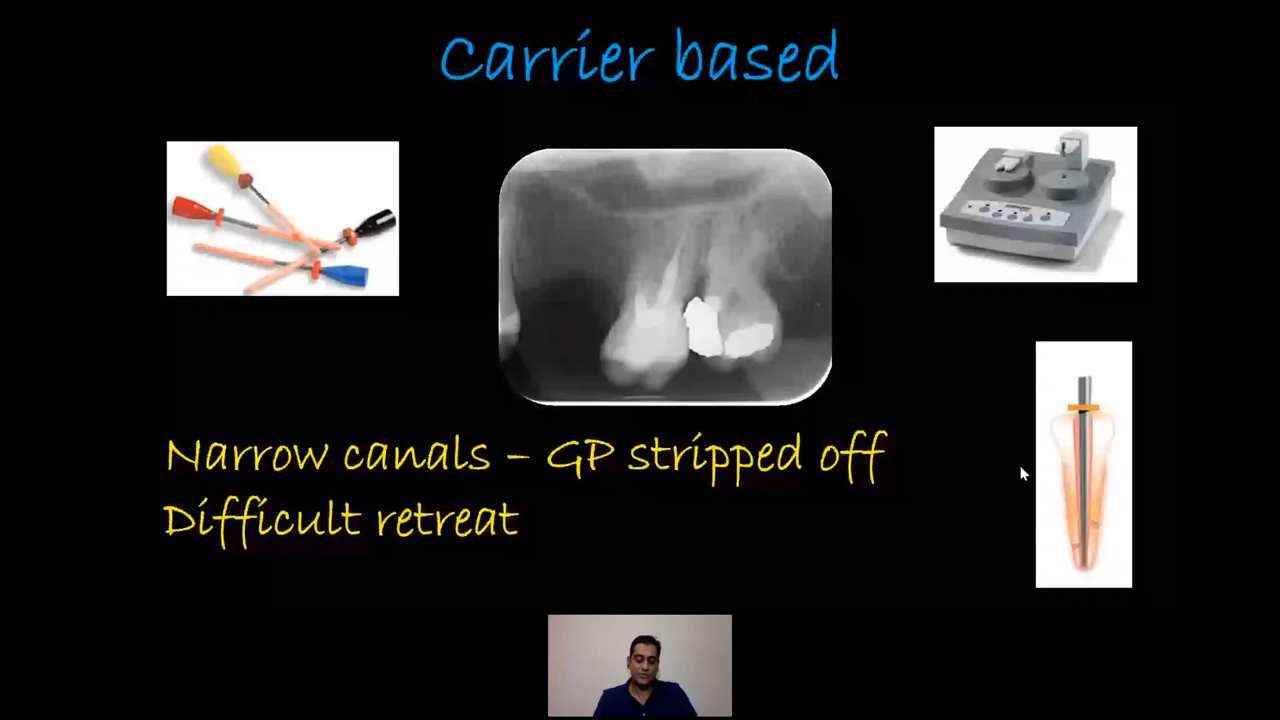 Carrier based
Narrow canals – GP stripped off
Difficult retreat